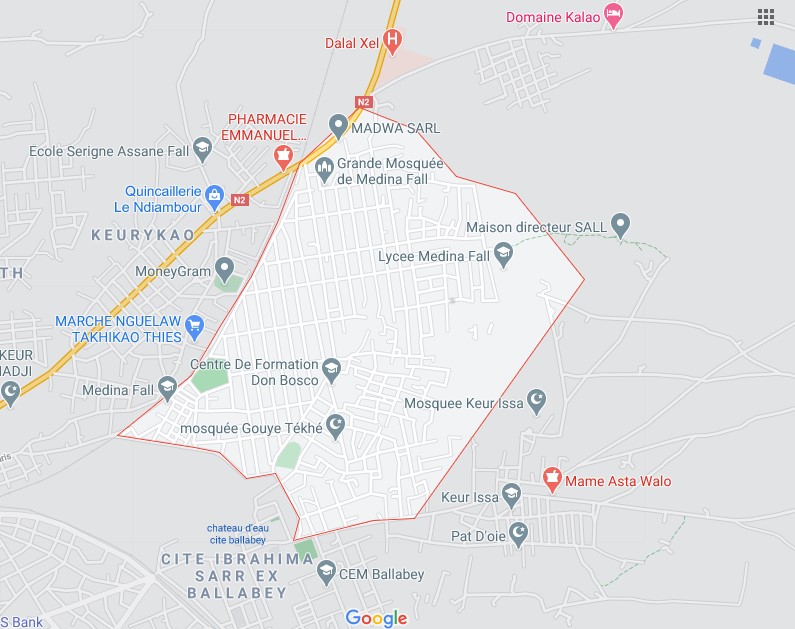 Domaine Kalao
Dalal Xel
H
N2
PHARMACIE
EMMANUEL...
MADWA SARL
Ecole Serigne Assane Fall
Grande Mosquée
de Medina Fall
Quincaillerie
Le Ndiambour
N2
KEURYKAO
Maison directeur SALL
Lycee Medina Fall
TH
MoneyGram
MARCHE NGUELAW
TAKHIKAO THIES
KEUR
IADJI
Centre De Formation
Don Bosco
Medina Fall
Mosquee Keur Issa
mosquée Gouye Tékhé
ris
Mame Asta Walo
Keur Issa
chateau d'eau
cite ballabey
Pat D'oie
CITE IBRAHIMA
SARR EX
BALLABEY
CEM Ballabey
S Bank
Google